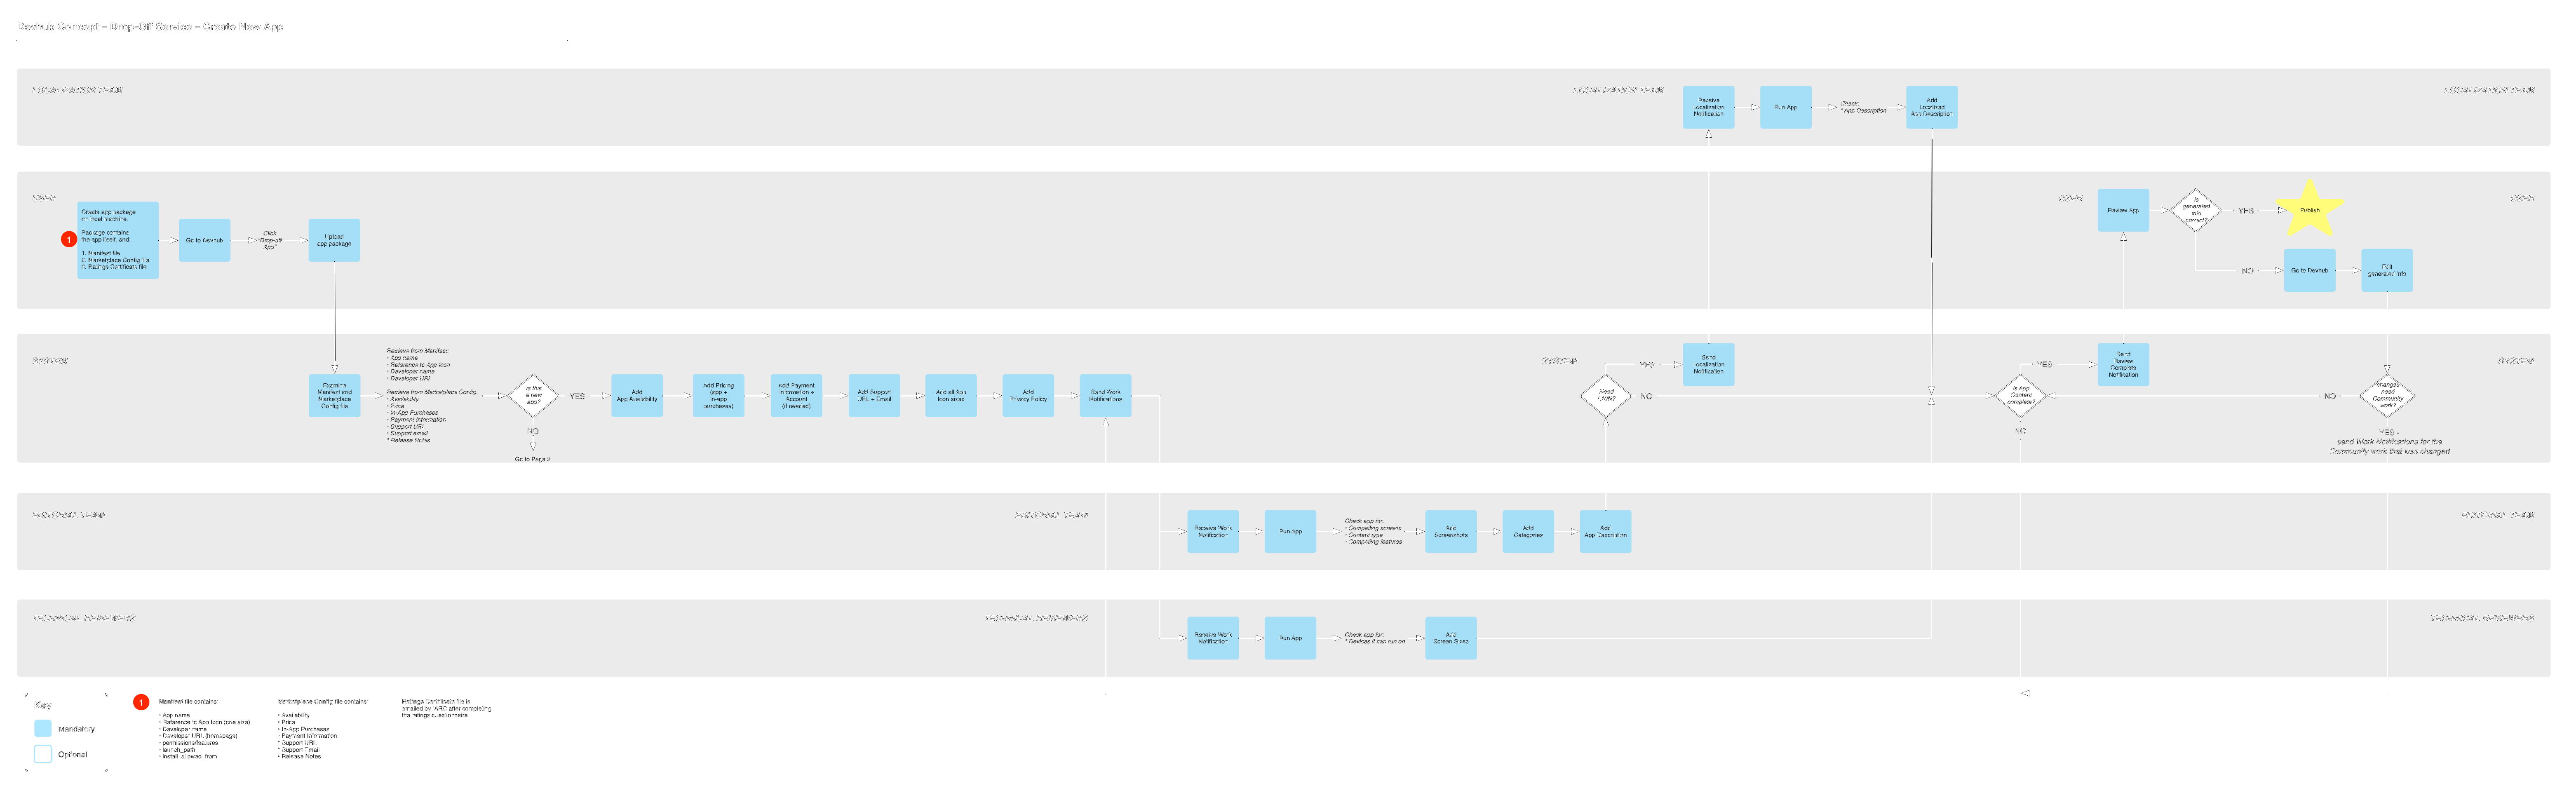 Devhub Concept – Drop-Off Service – Create New App
LOCALISATION TEAM
LOCALISATION TEAM
LOCALISATION TEAM
Receive
Localization
Notification
Run App
Check:
* App Description
Add
Localized
App Description
USER
USER
USER
1
Create app package
on local machine.
Package contains
the app itself, and:
1. Manifest file
2. Marketplace Config file
3. Ratings Certificate file
Go to Devhub
Click
"Drop-off
App"
Upload
app package
Review App
Is
generated
info
correct?
YES
Publish
NO
Go to Devhub
Edit
generated info
SYSTEM
SYSTEM
SYSTEM
Examine
Manifest and
Marketplace
Config file
Retrieve from Manifest:
- App name
- Reference to App Icon
- Developer name
- Developer URL
Retrieve from Marketplace Config:
- Availability
- Price
- In-App Purchases
- Payment Information
- Support URL
- Support email
* Release Notes
Is this
a new
app?
YES
NO
Go to Page 2
Add
App Availability
Add Pricing
(app +
in-app
purchases)
Add Payment
Information +
Account
(if needed)
Add Support
URL – Email
Add all App
Icon sizes
Add
Privacy Policy
Send Work
Notifications
Need
L10N?
YES
NO
Send
Localization
Notification
Is App
Content
complete?
YES
NO
Send
Review
Complete
Notification
changes
need
Community
work?
NO
YES -
send Work Notifications for the
Community work that was changed
EDITORIAL TEAM
EDITORIAL TEAM
EDITORIAL TEAM
Receive Work
Notification
Run App
Check app for:
- Compelling screens
- Content type
- Compelling features
Add
Screenshots
Add
Categories
Add
App Description
TECHNICAL REVIEWERS
TECHNICAL REVIEWERS
TECHNICAL REVIEWERS
Receive Work
Notification
Run App
Check app for:
* Devices it can run on
Add
Screen Sizes
Key
Mandatory
Optional
1
Manifest file contains:
- App name
- Reference to App Icon (one size)
- Developer name
- Developer URL (homepage)
- permissions/features
- launch_path
- install_allowed_from
Marketplace Config file contains:
- Availability
- Price
- In-App Purchases
- Payment Information
* Support URL
* Support Email
- Release Notes
Ratings Certificate file is
emailed by IARC after completing
the ratings questionnaire